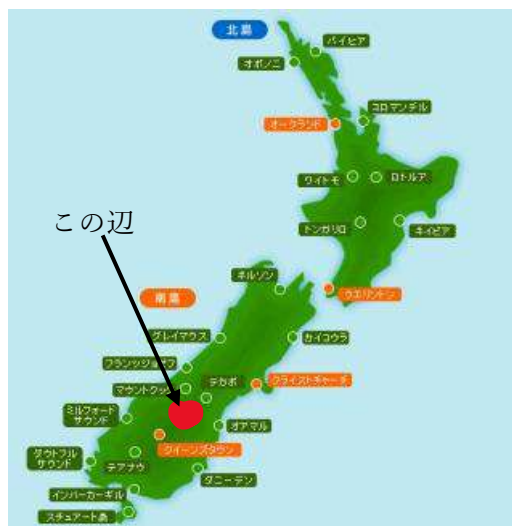 北島
パイヒア
オポノニ
コロマンデル
オークランド
ワイトモ
ロトルア
トンガリロ
ネイピア
この辺
ネルソン
ウエリントン
南島
グレイマウス
カイコウラ
フランツジョセフ
テカポ
クライストチャーチ
マウントクック
ミルフォード
サウンド
オアマル
クイーンズタウン
ダウトフル
サウンド
テアナウ
ダニーデン
インバーカーギル
スチュアート島